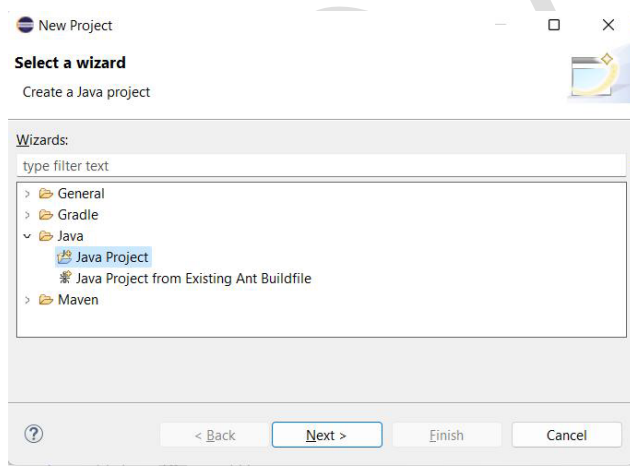 New Project
Select a wizard
Create a Java project
Wizards:
type filter text
General
Gradle
Java
Java Project
Java Project from Existing Ant Buildfile
Maven
?
< Back Next > Finish Cancel